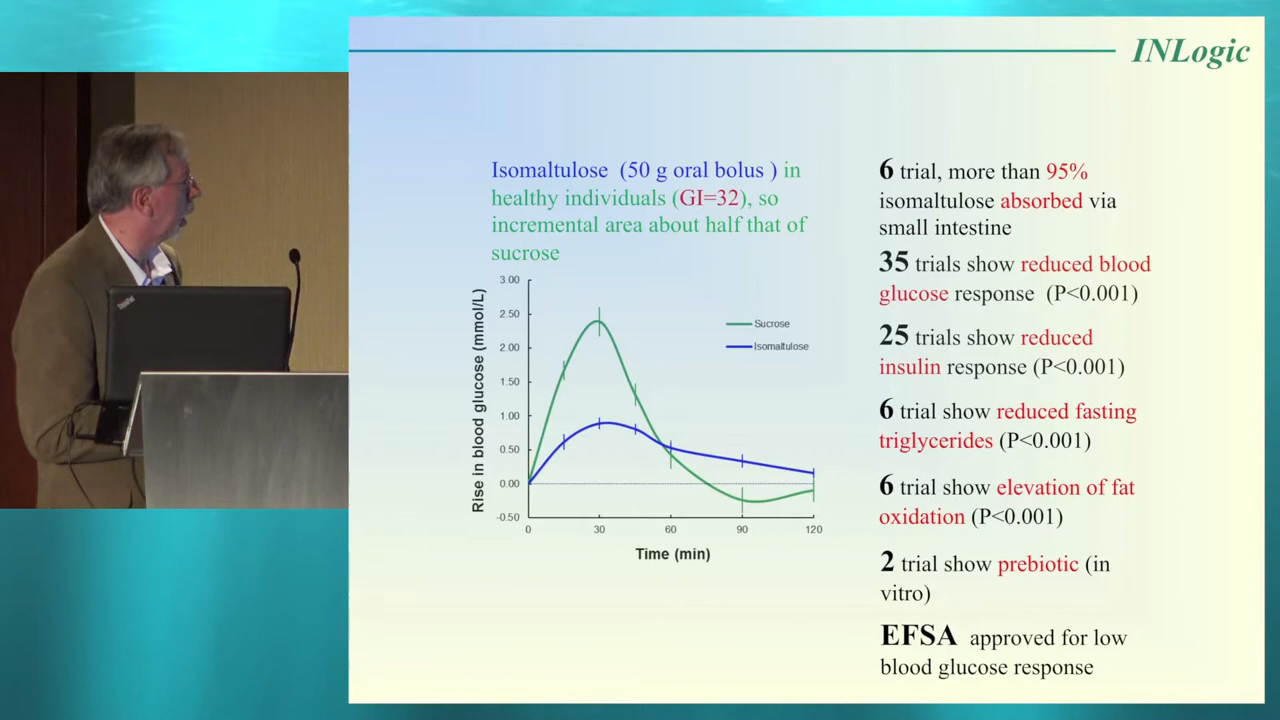 INLogic
Isomaltulose (50 g oral bolus ) in
healthy individuals (GI=32), so
incremental area about half that of
sucrose
Rise in blood glucose (mmol/L)
3.00
2.50
2.00
1.50
1.00
0.50
0.00
-0.50
0 30 60 90 120
Time (min)
Sucrose
Isomaltulose
6 trial, more than 95%
isomaltulose absorbed via
small intestine
35 trials show reduced blood
glucose response (P<0.001)
25 trials show reduced
insulin response (P<0.001)
6 trial show reduced fasting
triglycerides (P<0.001)
6 trial show elevation of fat
oxidation (P<0.001)
2 trial show prebiotic (in
vitro)
EFSA approved for low
blood glucose response
ThinkPad